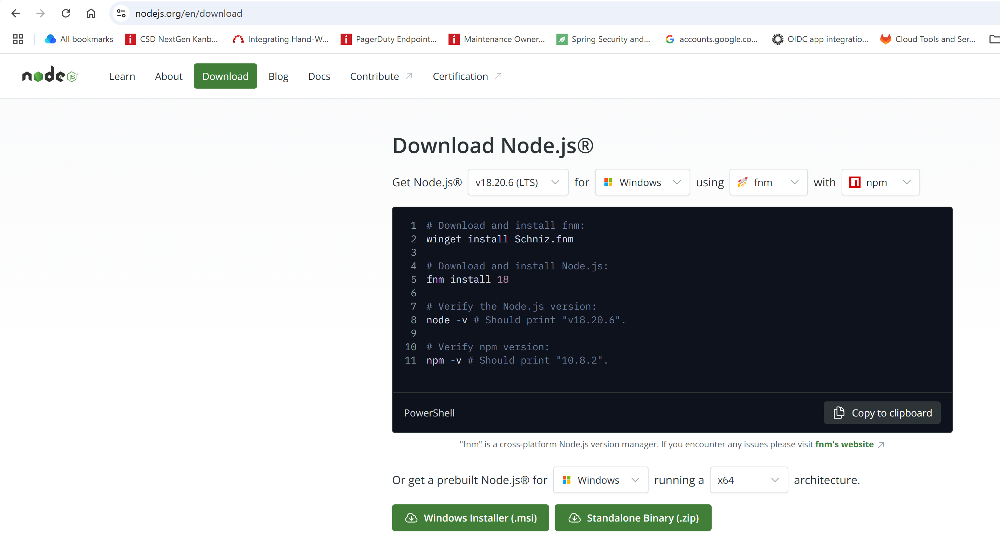 nodejs.org/en/download
All bookmarks CSD NextGen Kanb... Integrating Hand-W... PagerDuty Endpoint... Maintenance Owner... Spring Security and... accounts.google.co... OIDC app integratio... Cloud Tools and Ser...
node JS Learn About Download Blog Docs Contribute Certification
Download Node.js®
Get Node.js® v18.20.6 (LTS) for Windows using fnm with npm
1 # Download and install fnm:
2 winget install Schniz.fnm
3
4 # Download and install Node.js:
5 fnm install 18
6
7 # Verify the Node.js version:
8 node -v # Should print "v18.20.6".
9
10 # Verify npm version:
11 npm -v # Should print "10.8.2".
PowerShell Copy to clipboard
"fnm" is a cross-platform Node.js version manager. If you encounter any issues please visit fnm's website
Or get a prebuilt Node.js® for Windows running a x64 architecture.
Windows Installer (.msi) Standalone Binary (.zip)